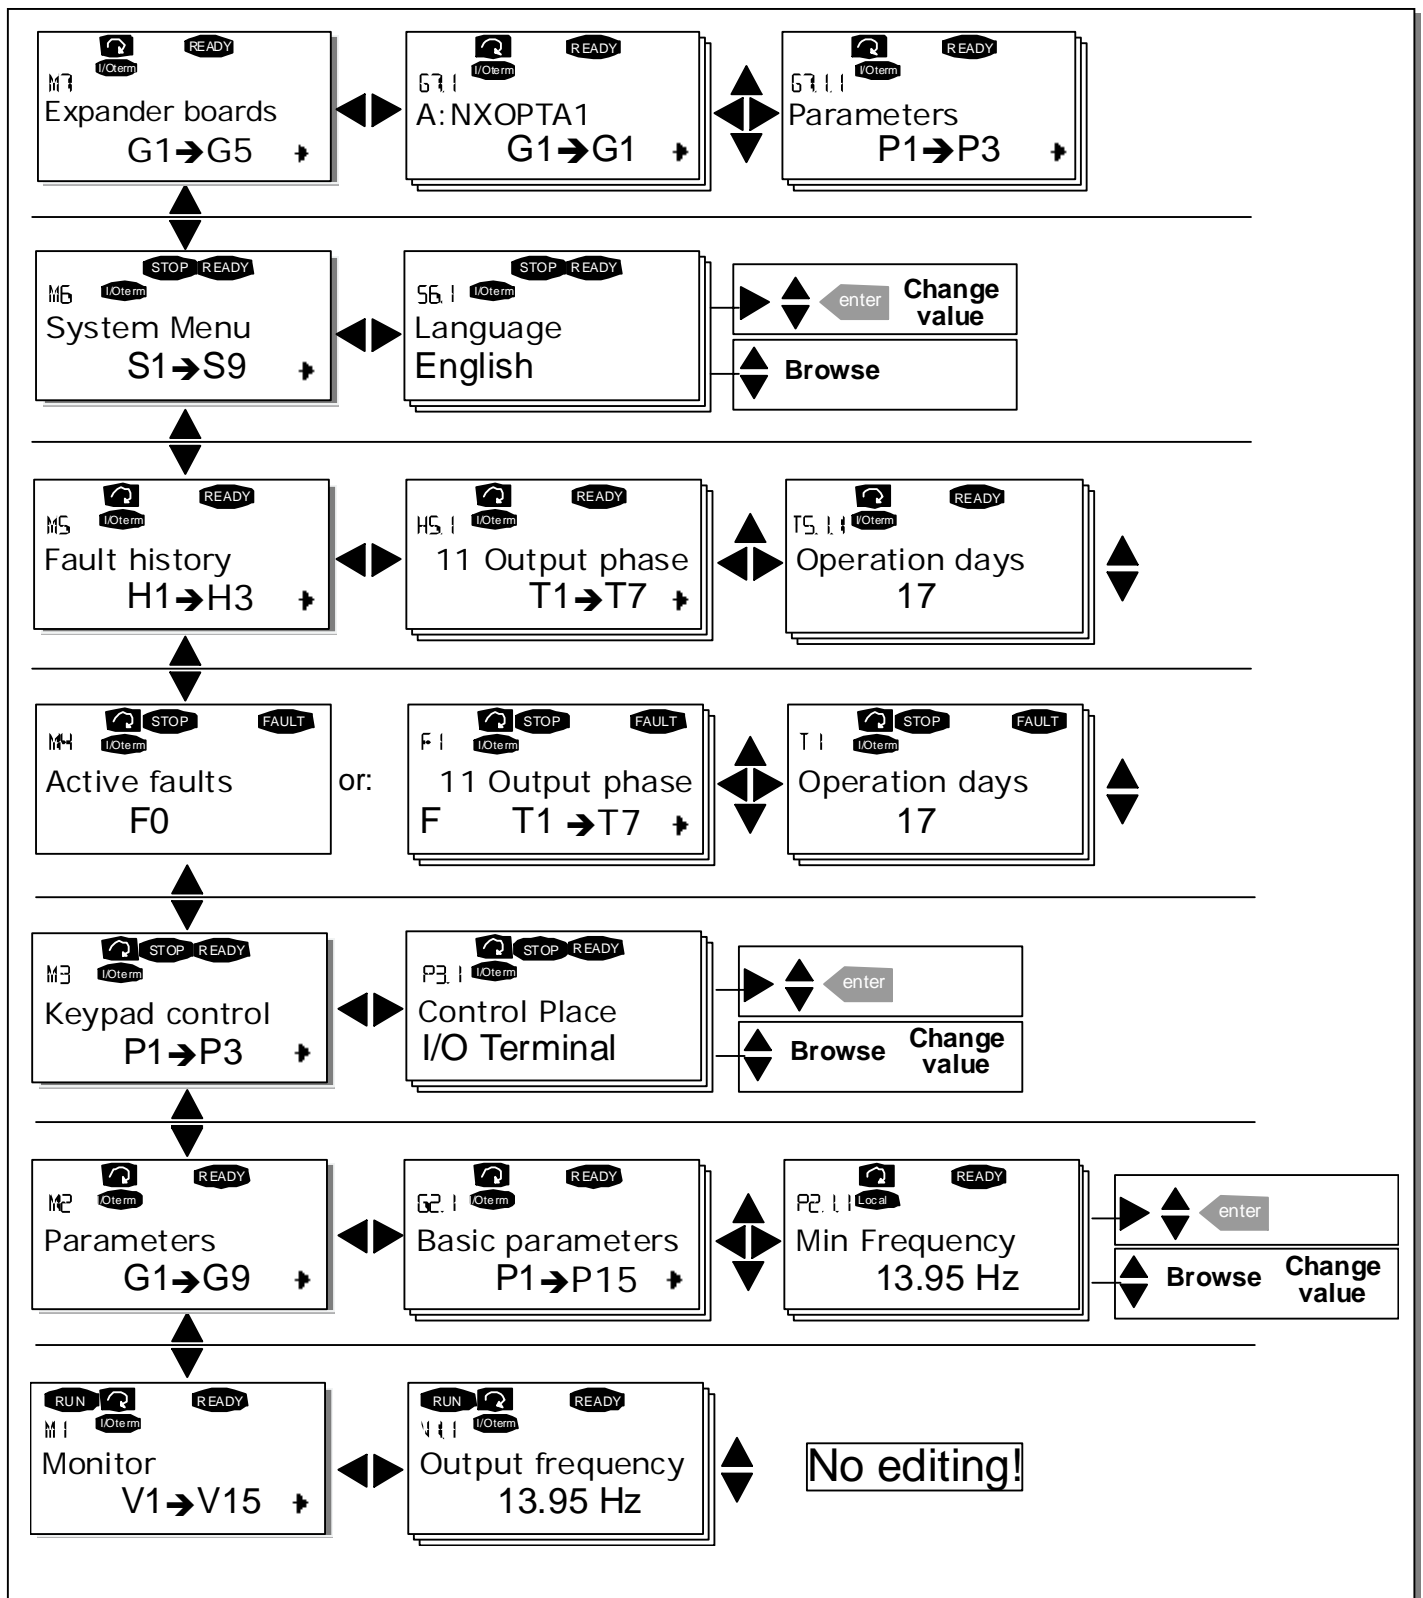 READY
I/Oterm
M7
Expander boards
G1➔G5
READY
I/Oterm
G7.1
A:NXOPTA1
G1➔G1
READY
I/Oterm
G7.1.1
Parameters
P1➔P3
STOP READY
M6 I/Oterm
System Menu
S1➔S9
STOP READY
S6.1 I/Oterm
Language
English
enter Change
value
Browse
READY
I/Oterm
M5
Fault history
H1➔H3
READY
I/Oterm
H5.1
11 Output phase
T1➔T7
READY
I/Oterm
T5.1.1
Operation days
17
STOP FAULT
M4 I/Oterm
Active faults
F0
or:
STOP FAULT
F1 I/Oterm
11 Output phase
F T1➔T7
STOP FAULT
T1 I/Oterm
Operation days
17
STOP READY
M3 I/Oterm
Keypad control
P1➔P3
STOP READY
P3.1 I/Oterm
Control Place
I/O Terminal
enter
Browse Change
value
READY
M2 I/Oterm
Parameters
G1➔G9
READY
G2.1 I/Oterm
Basic parameters
P1➔P15
READY
P2.1.1 Local
Min Frequency
13.95 Hz
enter
Browse Change
value
RUN READY
M1 I/Oterm
Monitor
V1➔V15
RUN READY
V1.1 I/Oterm
Output frequency
13.95 Hz
No editing!